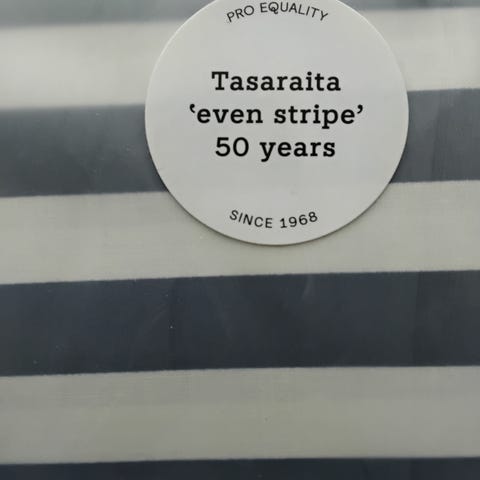 PRO EQUALITY
Tasaraita
‘even stripe’
50 years
SINCE 1968